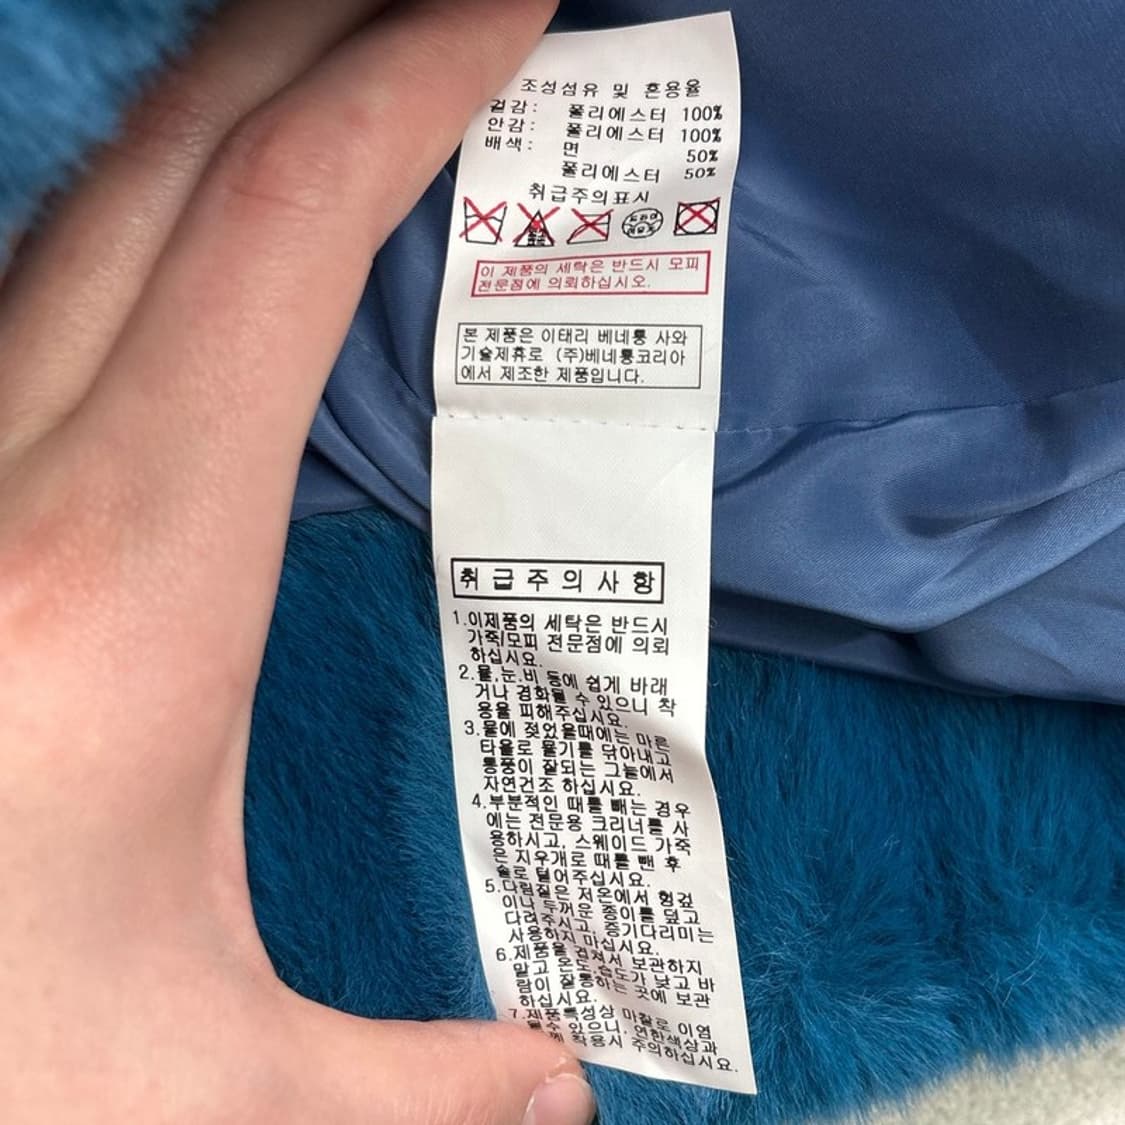 조성섬유 및 혼용율
겉감: 폴리에스터 100%
안감: 폴리에스터 100%
배색: 면 50%
폴리에스터 50%
취급주의표시
드라이
이 제품의 세탁은 반드시 모피
전문점에 의뢰하십시오.
본 제품은 이태리 베네통 사와
기술제휴로 (주)베네통코리아
에서 제조한 제품입니다.
취급주의사항
1.이제품의 세탁은 반드시
가죽/모피 전문점에 의뢰
하십시요.
2.물,눈.비 등에 쉽게 바래
거나 경화될 수 있으니 착
용을 피해주십시요.
3.물에 젖었을때에는 마른
타올로 물기를 닦아내고
통풍이 잘되는 그늘에서
자연건조 하십시요.
4.부분적인 때를 빼는 경우
에는 전문용 크리너를 사
용하시고, 스웨이드 가죽
은 지우개로 때를 뺀 후
솔로 털어주십시요.
5.다림질은 저온에서 헝겊
이나 두꺼운 종이를 덮고
다려주시고, 증기다리미는
사용하지 마십시요.
6.제품을 겹쳐서 보관하지
말고 온도,습도가 낮고 바
람이 잘통하는 곳에 보관
하십시요.
7.제품특성상 마찰로 이염
될수 있으니, 연한색상과
께 착용시 주의하십시요.